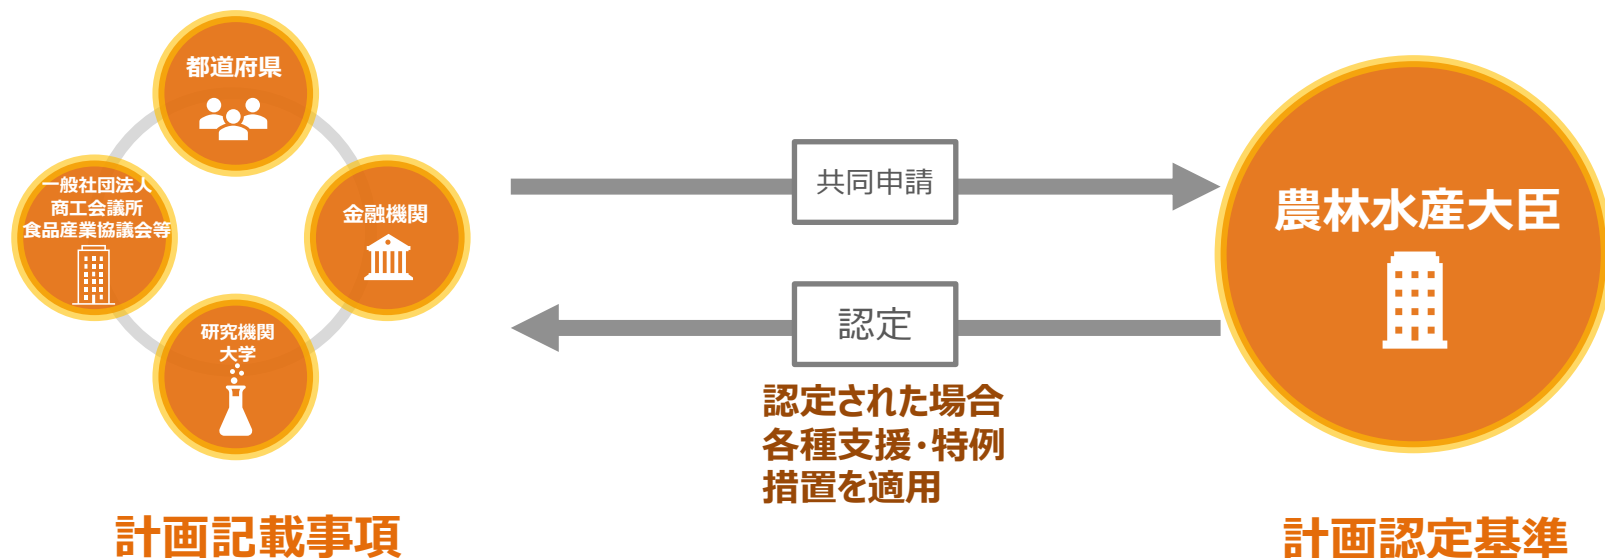 都道府県
一般社団法人
商工会議所
食品産業協議会等
金融機関
研究機関
大学
共同申請
認定
認定された場合
各種支援・特例
措置を適用
農林水産大臣
計画記載事項
計画認定基準